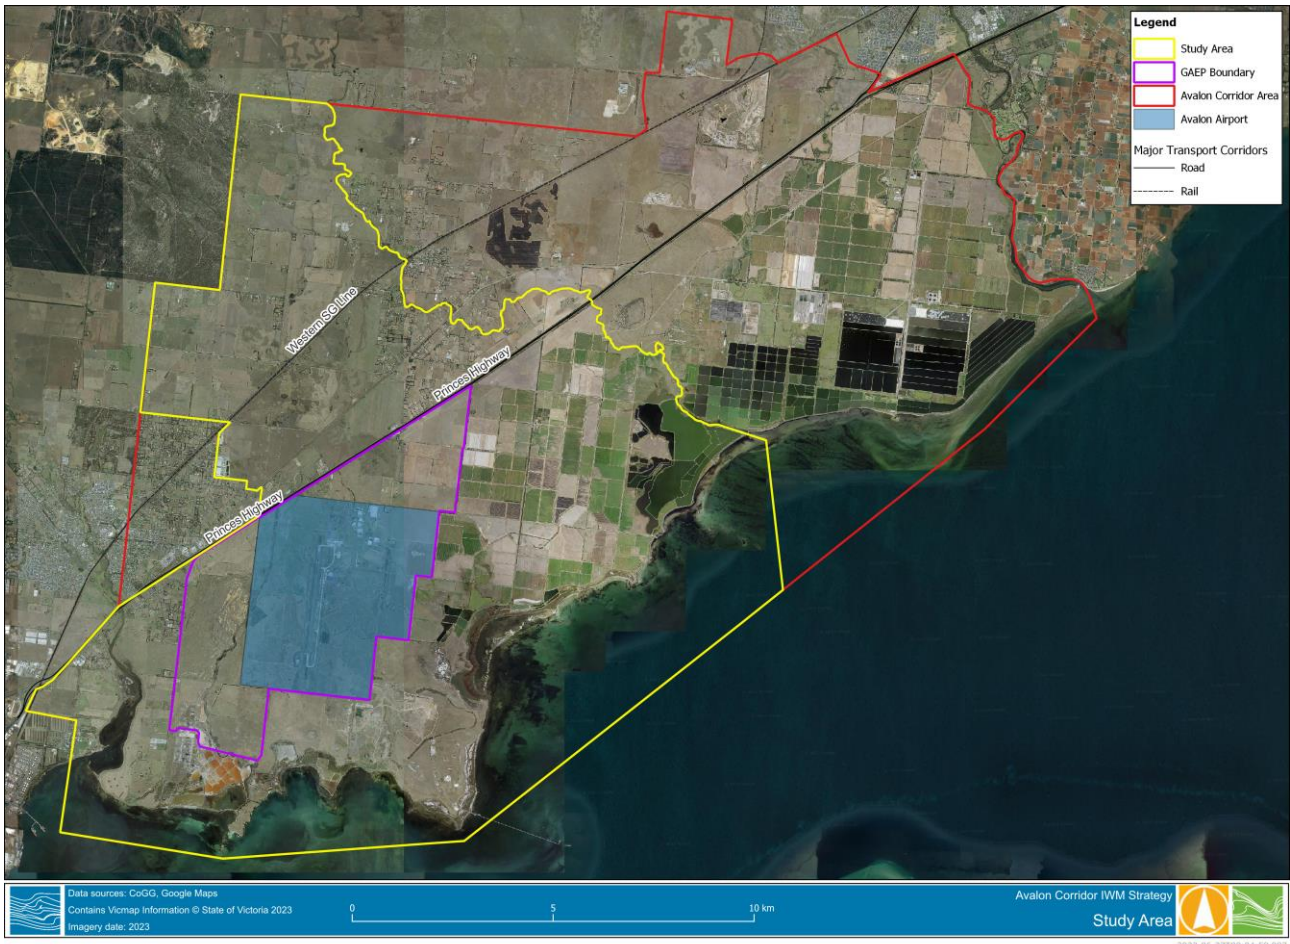 Legend
Study Area
GAEP Boundary
Avalon Corridor Area
Avalon Airport
Major Transport Corridors
Road
Rail
Western SG Line
Princes Highway
Princes Highway
Data sources: CoGG, Google Maps
Contains Vicmap Information © State of Victoria 2023
Imagery date: 2023
0 5 10 km
Avalon Corridor IWM Strategy
Study Area